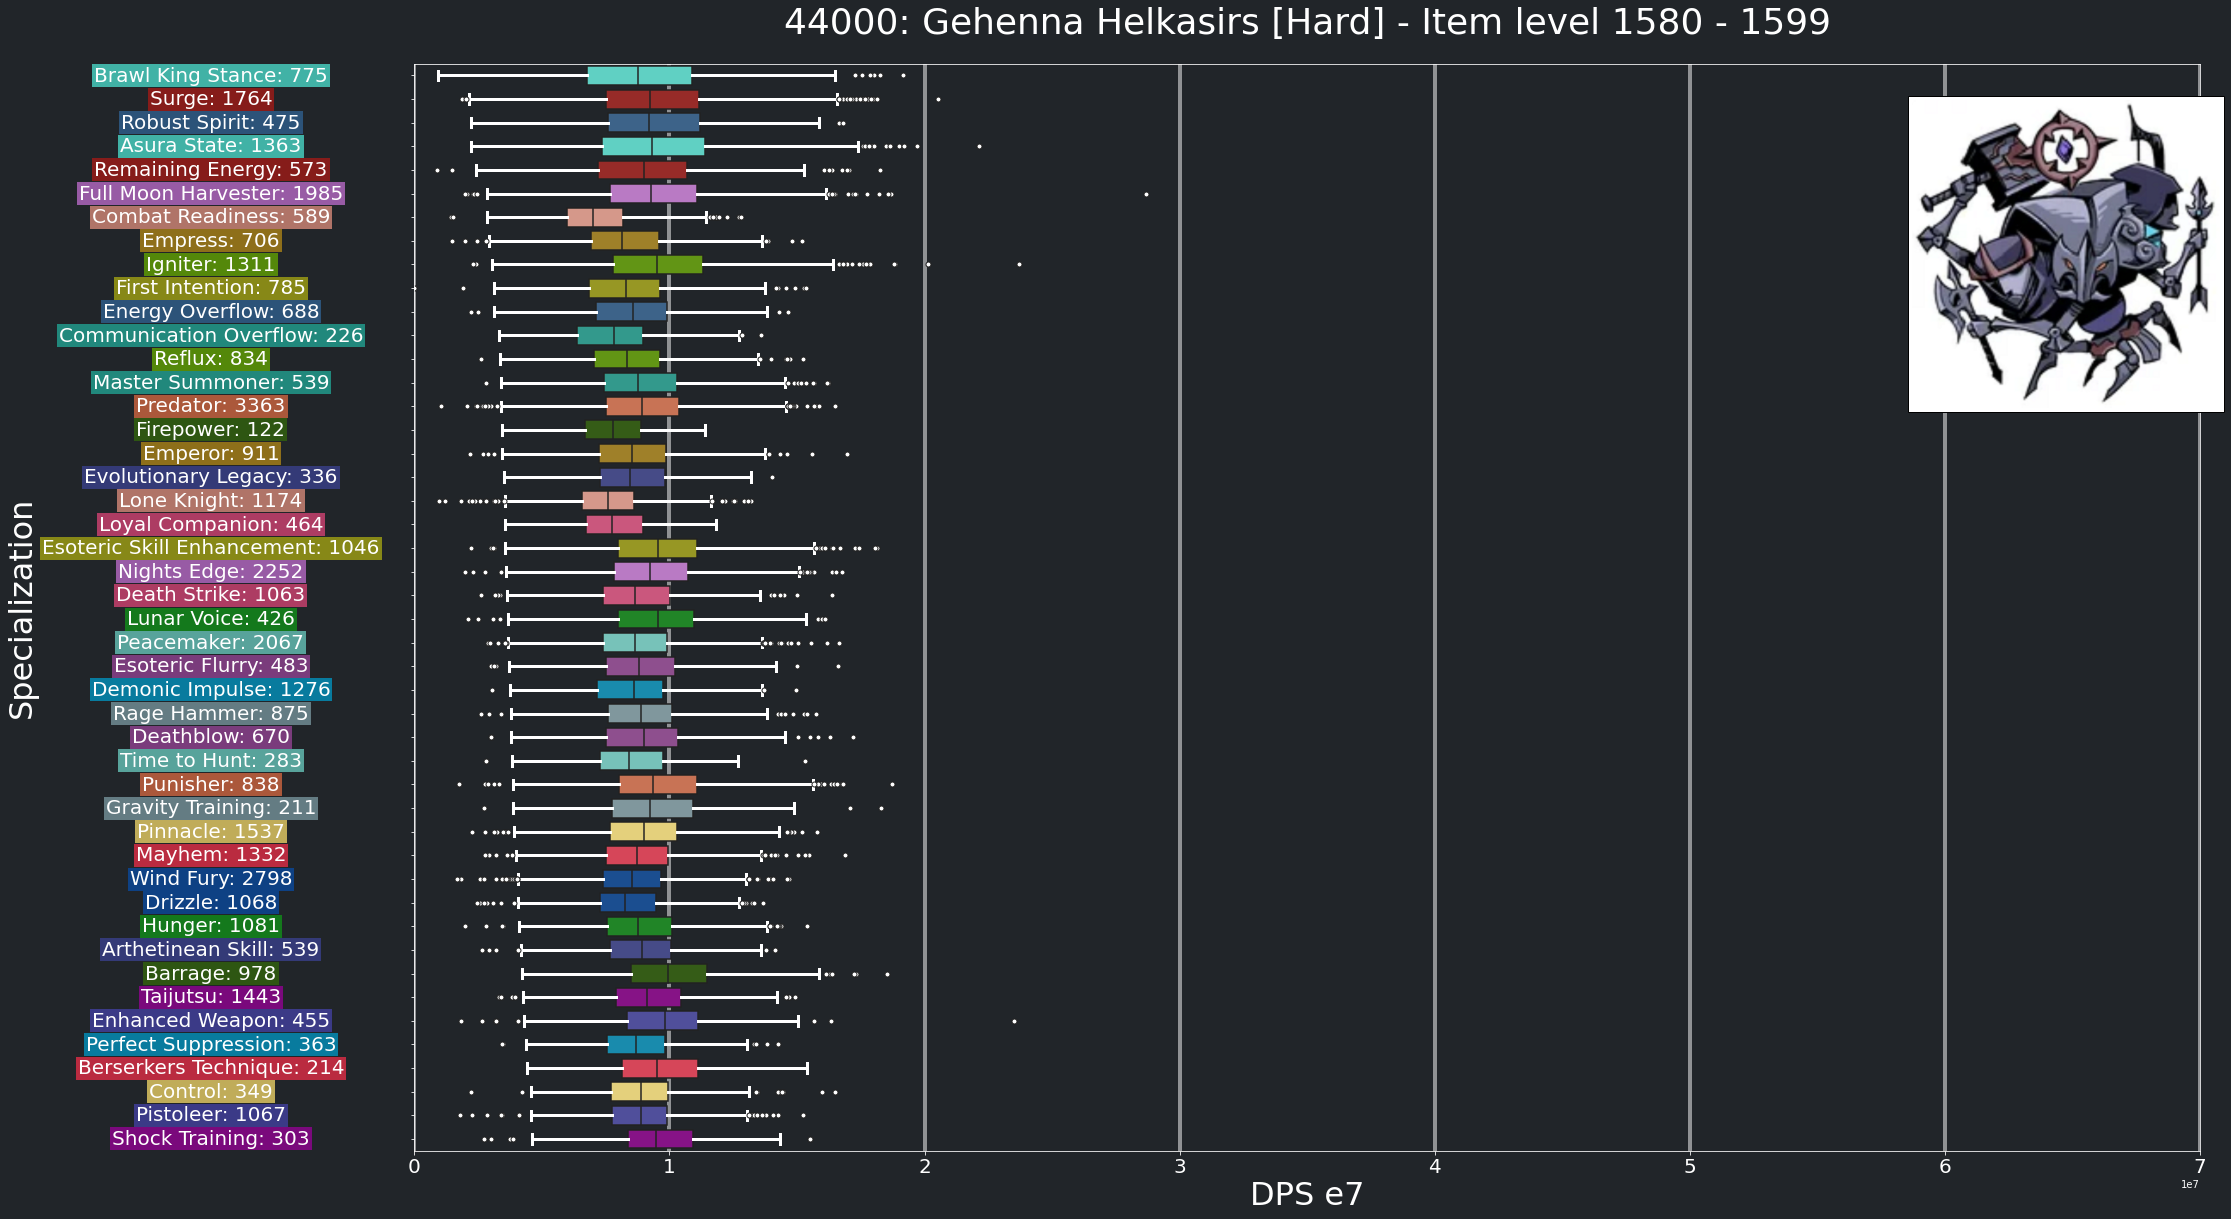 44000: Gehenna Helkasirs [Hard] - Item level 1580 - 1599
Specialization
Brawl King Stance: 775
Surge: 1764
Robust Spirit: 475
Asura State: 1363
Remaining Energy: 573
Full Moon Harvester: 1985
Combat Readiness: 589
Empress: 706
Igniter: 1311
First Intention: 785
Energy Overflow: 688
Communication Overflow: 226
Reflux: 834
Master Summoner: 539
Predator: 3363
Firepower: 122
Emperor: 911
Evolutionary Legacy: 336
Lone Knight: 1174
Loyal Companion: 464
Esoteric Skill Enhancement: 1046
Nights Edge: 2252
Death Strike: 1063
Lunar Voice: 426
Peacemaker: 2067
Esoteric Flurry: 483
Demonic Impulse: 1276
Rage Hammer: 875
Deathblow: 670
Time to Hunt: 283
Punisher: 838
Gravity Training: 211
Pinnacle: 1537
Mayhem: 1332
Wind Fury: 2798
Drizzle: 1068
Hunger: 1081
Arthetinean Skill: 539
Barrage: 978
Taijutsu: 1443
Enhanced Weapon: 455
Perfect Suppression: 363
Berserkers Technique: 214
Control: 349
Pistoleer: 1067
Shock Training: 303
0 1 2 3 4 5 6 7
1e7
DPS e7